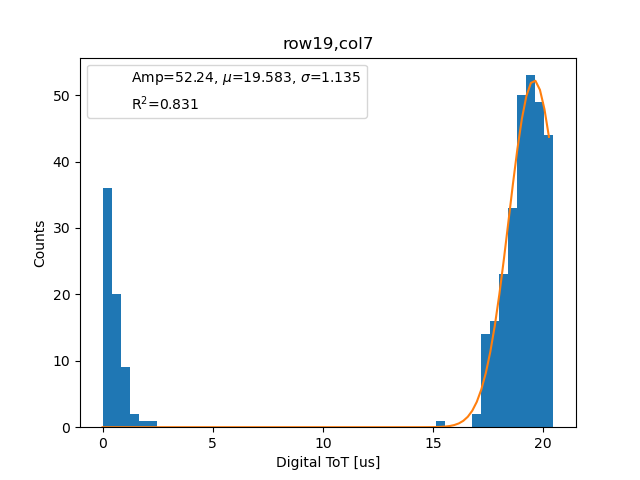 row19,col7
Amp=52.24, μ=19.583, σ=1.135
R²=0.831
Counts
50
40
30
20
10
0
0 5 10 15 20
Digital ToT [us]